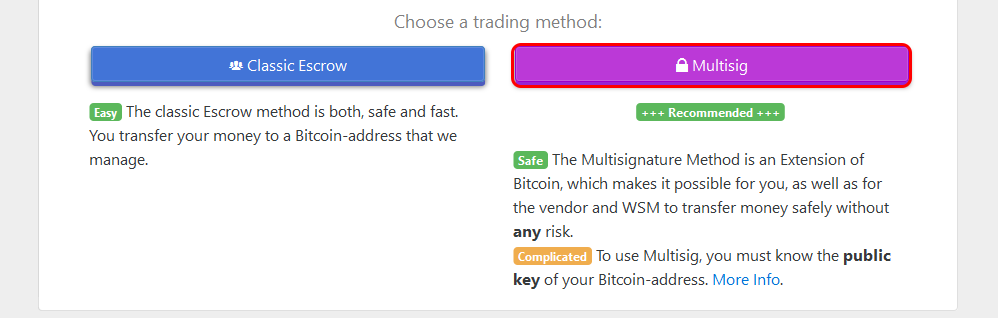 Choose a trading method:
Classic Escrow
Easy The classic Escrow method is both, safe and fast.
You transfer your money to a Bitcoin-address that we
manage.
Multisig
+++ Recommended +++
Safe The Multisignature Method is an Extension of
Bitcoin, which makes it possible for you, as well as for
the vendor and WSM to transfer money safely without
any risk.
Complicated To use Multisig, you must know the public
key of your Bitcoin-address. More Info.